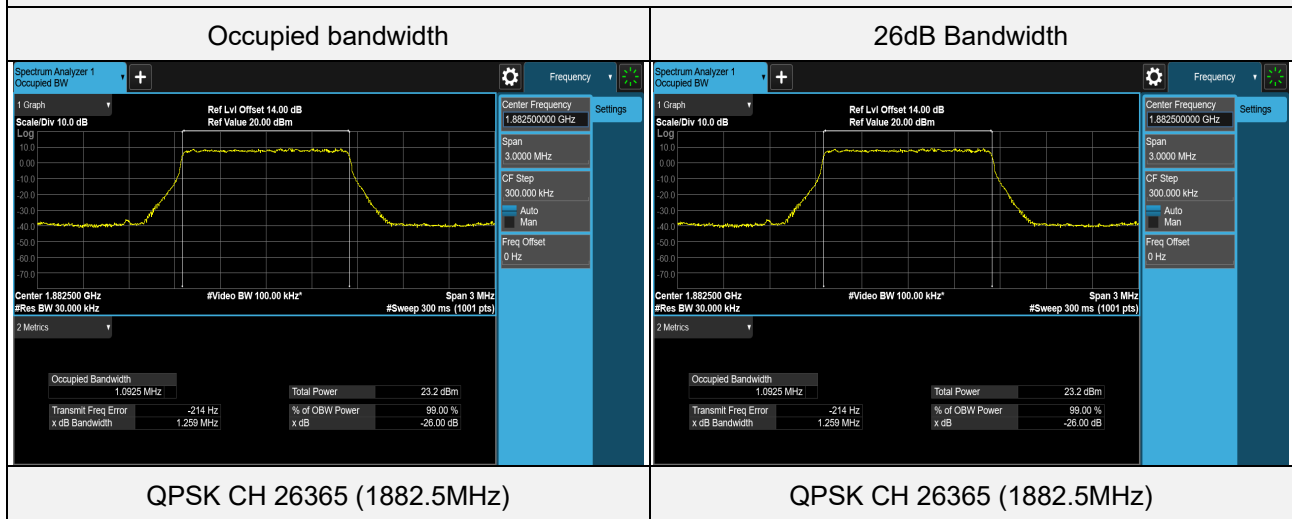 Occupied bandwidth
26dB Bandwidth
Spectrum Analyzer 1
Occupied BW
+
Frequency
1 Graph
Ref Lvl Offset 14.00 dB
Scale/Div 10.0 dB
Ref Value 20.00 dBm
Log
10.0
0.00
-10.0
-20.0
-30.0
-40.0
-50.0
-60.0
-70.0
Center 1.882500 GHz
#Video BW 100.00 kHz*
Span 3 MHz
#Res BW 30.000 kHz
#Sweep 300 ms (1001 pts)
2 Metrics
Occupied Bandwidth
1.0925 MHz
Total Power 23.2 dBm
Transmit Freq Error -214 Hz
% of OBW Power 99.00 %
x dB Bandwidth 1.259 MHz
x dB -26.00 dB
Center Frequency
1.882500000 GHz
Settings
Span
3.0000 MHz
CF Step
300.000 kHz
Auto
Man
Freq Offset
0 Hz
Spectrum Analyzer 1
Occupied BW
+
Frequency
1 Graph
Ref Lvl Offset 14.00 dB
Scale/Div 10.0 dB
Ref Value 20.00 dBm
Log
10.0
0.00
-10.0
-20.0
-30.0
-40.0
-50.0
-60.0
-70.0
Center 1.882500 GHz
#Video BW 100.00 kHz*
Span 3 MHz
#Res BW 30.000 kHz
#Sweep 300 ms (1001 pts)
2 Metrics
Occupied Bandwidth
1.0925 MHz
Total Power 23.2 dBm
Transmit Freq Error -214 Hz
% of OBW Power 99.00 %
x dB Bandwidth 1.259 MHz
x dB -26.00 dB
Center Frequency
1.882500000 GHz
Settings
Span
3.0000 MHz
CF Step
300.000 kHz
Auto
Man
Freq Offset
0 Hz
QPSK CH 26365 (1882.5MHz)
QPSK CH 26365 (1882.5MHz)